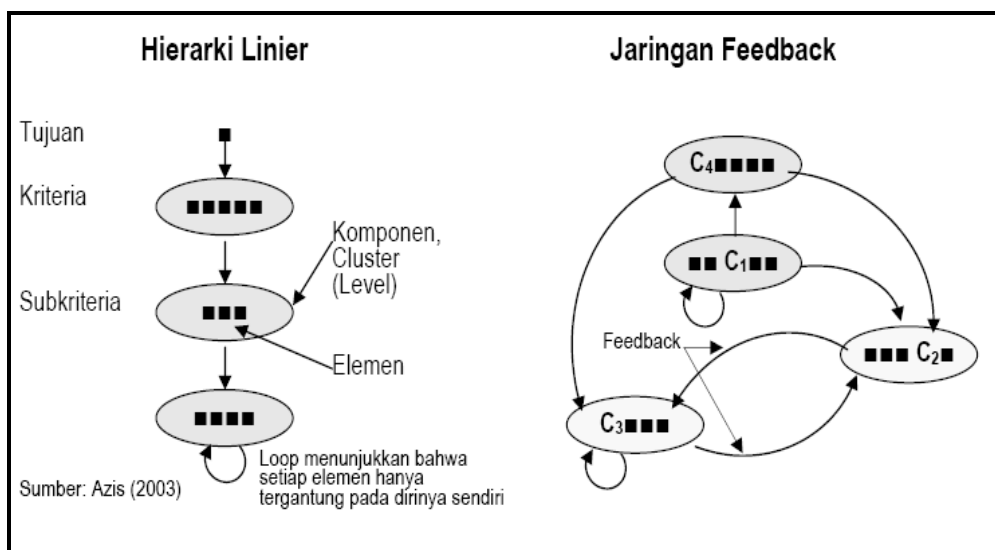 Hierarki Linier
Tujuan
Kriteria
■■■■■
Komponen,
Cluster
(Level)
Subkriteria
■■■
Elemen
■■■■
Loop menunjukkan bahwa
setiap elemen hanya
tergantung pada dirinya sendiri
Sumber: Azis (2003)
Jaringan Feedback
C₄■■■■
■■ C₁■■
Feedback
■■■ C₂■
C₃■■■